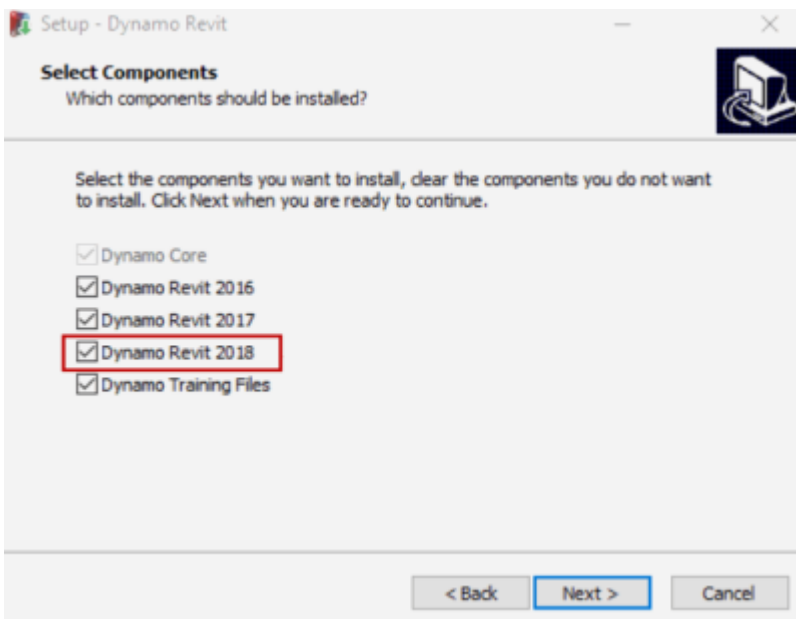 Setup - Dynamo Revit
Select Components
Which components should be installed?
Select the components you want to install, clear the components you do not want
to install. Click Next when you are ready to continue.
Dynamo Core
Dynamo Revit 2016
Dynamo Revit 2017
Dynamo Revit 2018
Dynamo Training Files
< Back Next > Cancel